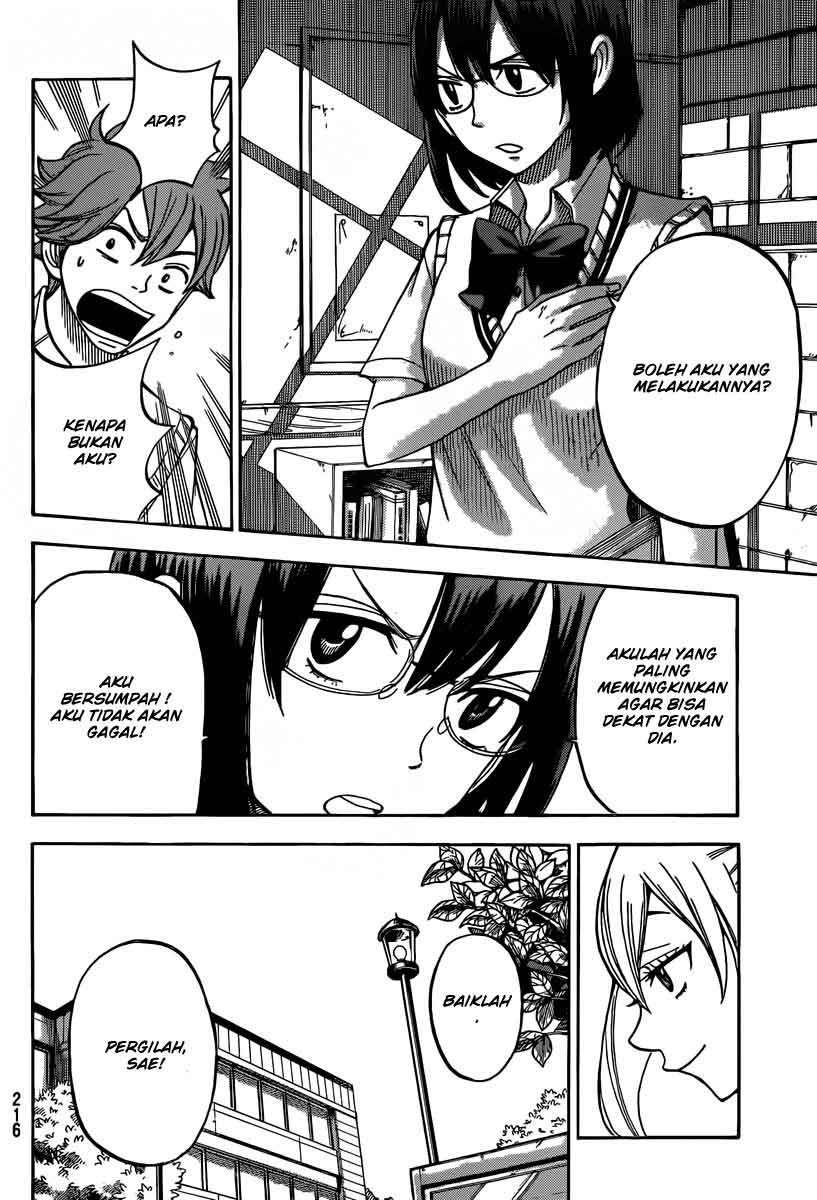 BOLEH AKU YANG
MELAKUKANNYA?
APA?
KENAPA
BUKAN
AKU?
AKULAH YANG
PALING
MEMUNGKINKAN
AGAR BISA
DEKAT DENGAN
DIA.
AKU
BERSUMPAH !
AKU TIDAK AKAN
GAGAL!
BAIKLAH
.
PERGILAH,
SAE!
216